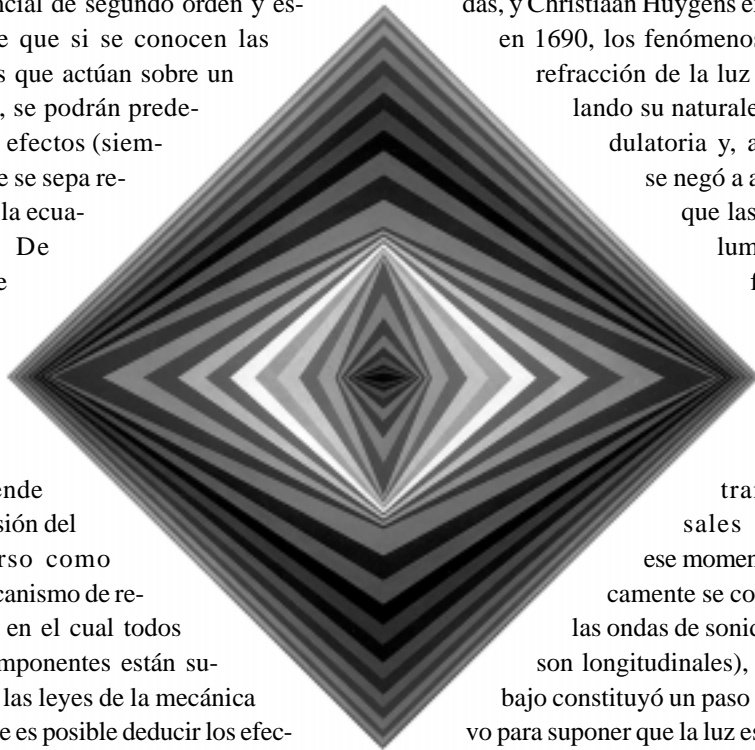 ncial de segundo orden y es-
e que si se conocen las
s que actúan sobre un
, se podrán prede-
efectos (siem-
e se sepa re-
la ecua-
De
e
ende
sión del
rso como
canismo de re-
en el cual todos
mponentes están su-
las leyes de la mecánica
e es posible deducir los efec-
das, y Christiaan Huygens en
en 1690, los fenómenos
refracción de la luz
lando su naturale
dulatoria y, a
se negó a a
que las
lum
f
tran
sales
ese momen
camente se co
las ondas de sonid
son longitudinales),
bajo constituyó un paso
vo para suponer que la luz es